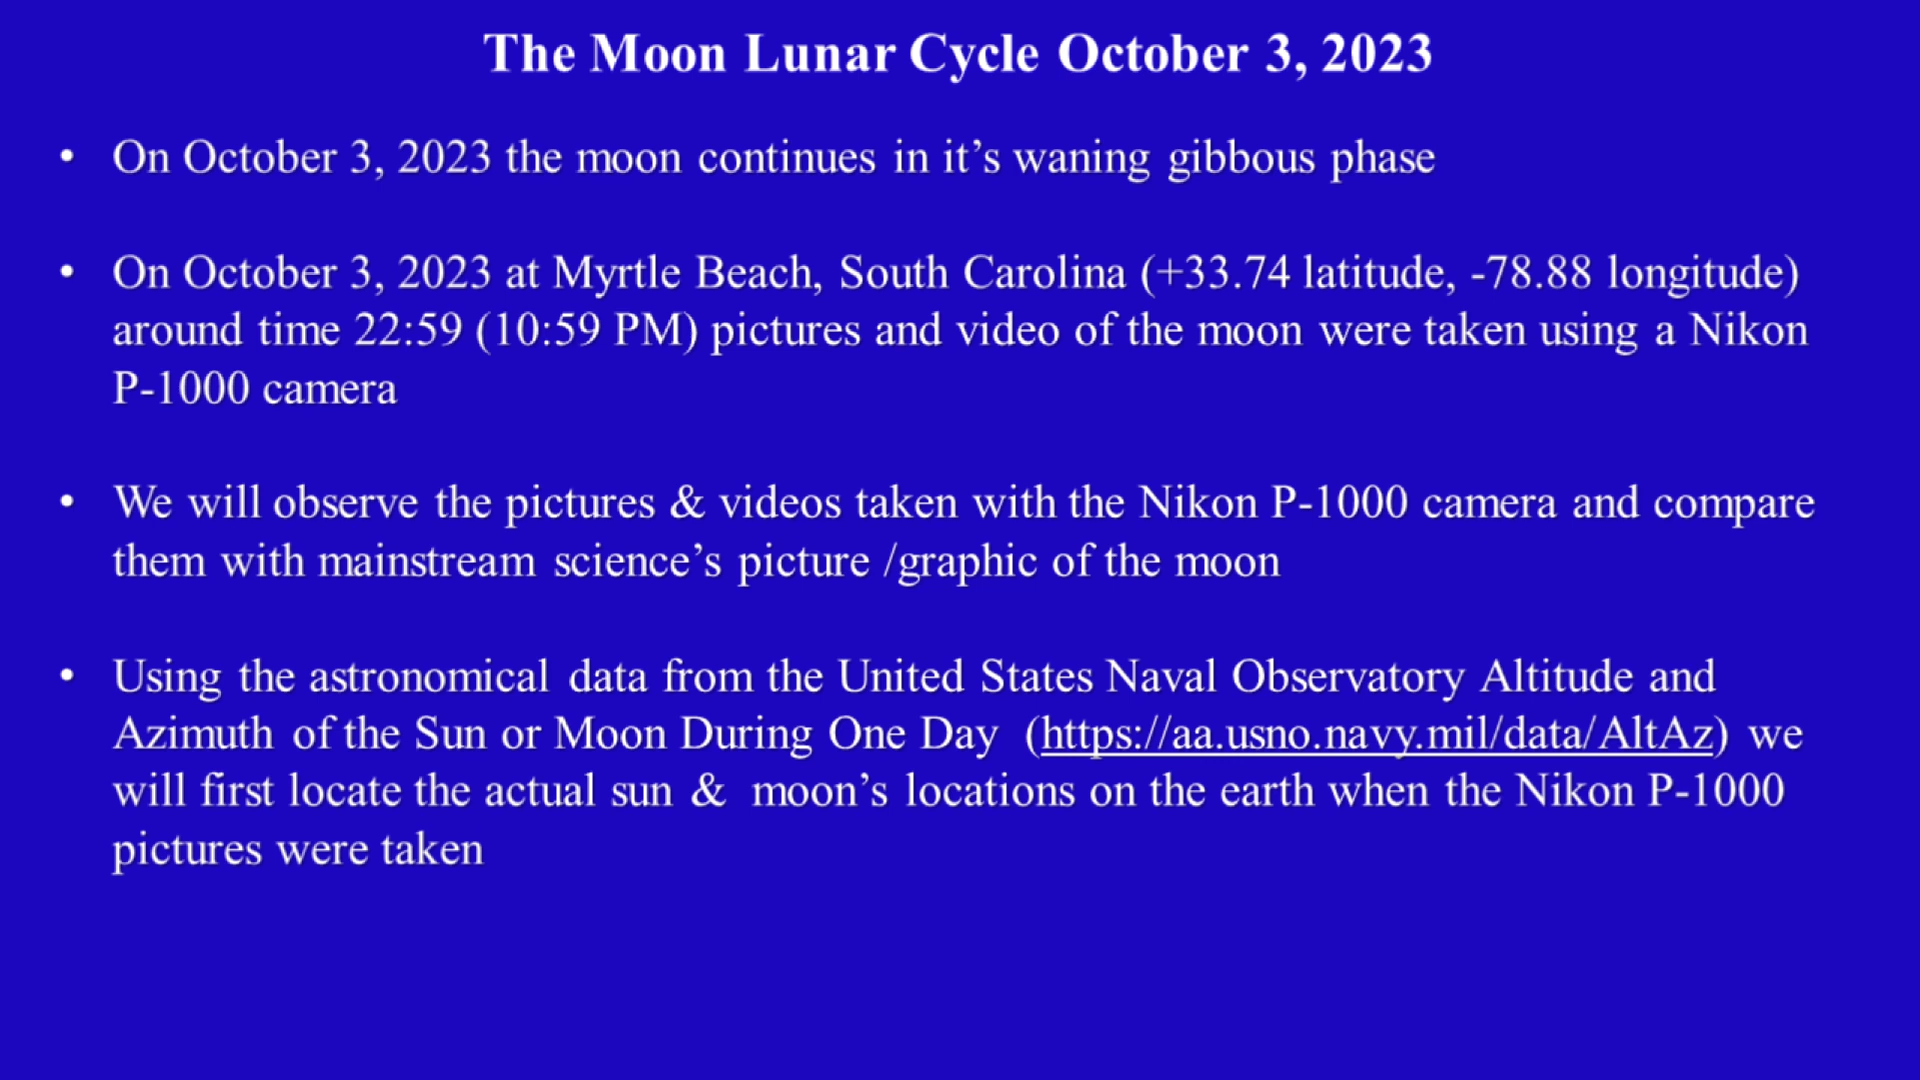 The Moon Lunar Cycle October 3, 2023
• On October 3, 2023 the moon continues in it’s waning gibbous phase
• On October 3, 2023 at Myrtle Beach, South Carolina (+33.74 latitude, -78.88 longitude)
around time 22:59 (10:59 PM) pictures and video of the moon were taken using a Nikon
P-1000 camera
• We will observe the pictures & videos taken with the Nikon P-1000 camera and compare
them with mainstream science’s picture /graphic of the moon
• Using the astronomical data from the United States Naval Observatory Altitude and
Azimuth of the Sun or Moon During One Day (https://aa.usno.navy.mil/data/AltAz) we
will first locate the actual sun & moon’s locations on the earth when the Nikon P-1000
pictures were taken